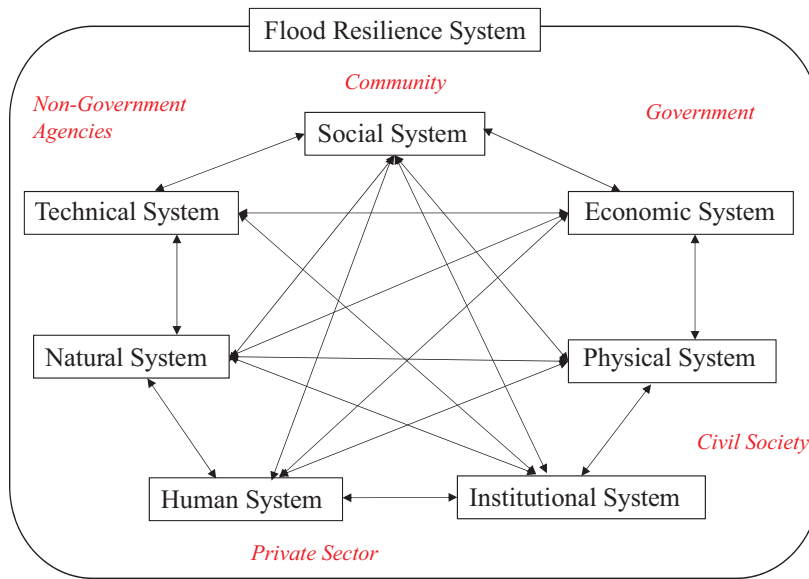 Flood Resilience System
Community
Non-Government
Agencies
Government
Social System
Technical System
Economic System
Natural System
Physical System
Civil Society
Human System
Institutional System
Private Sector